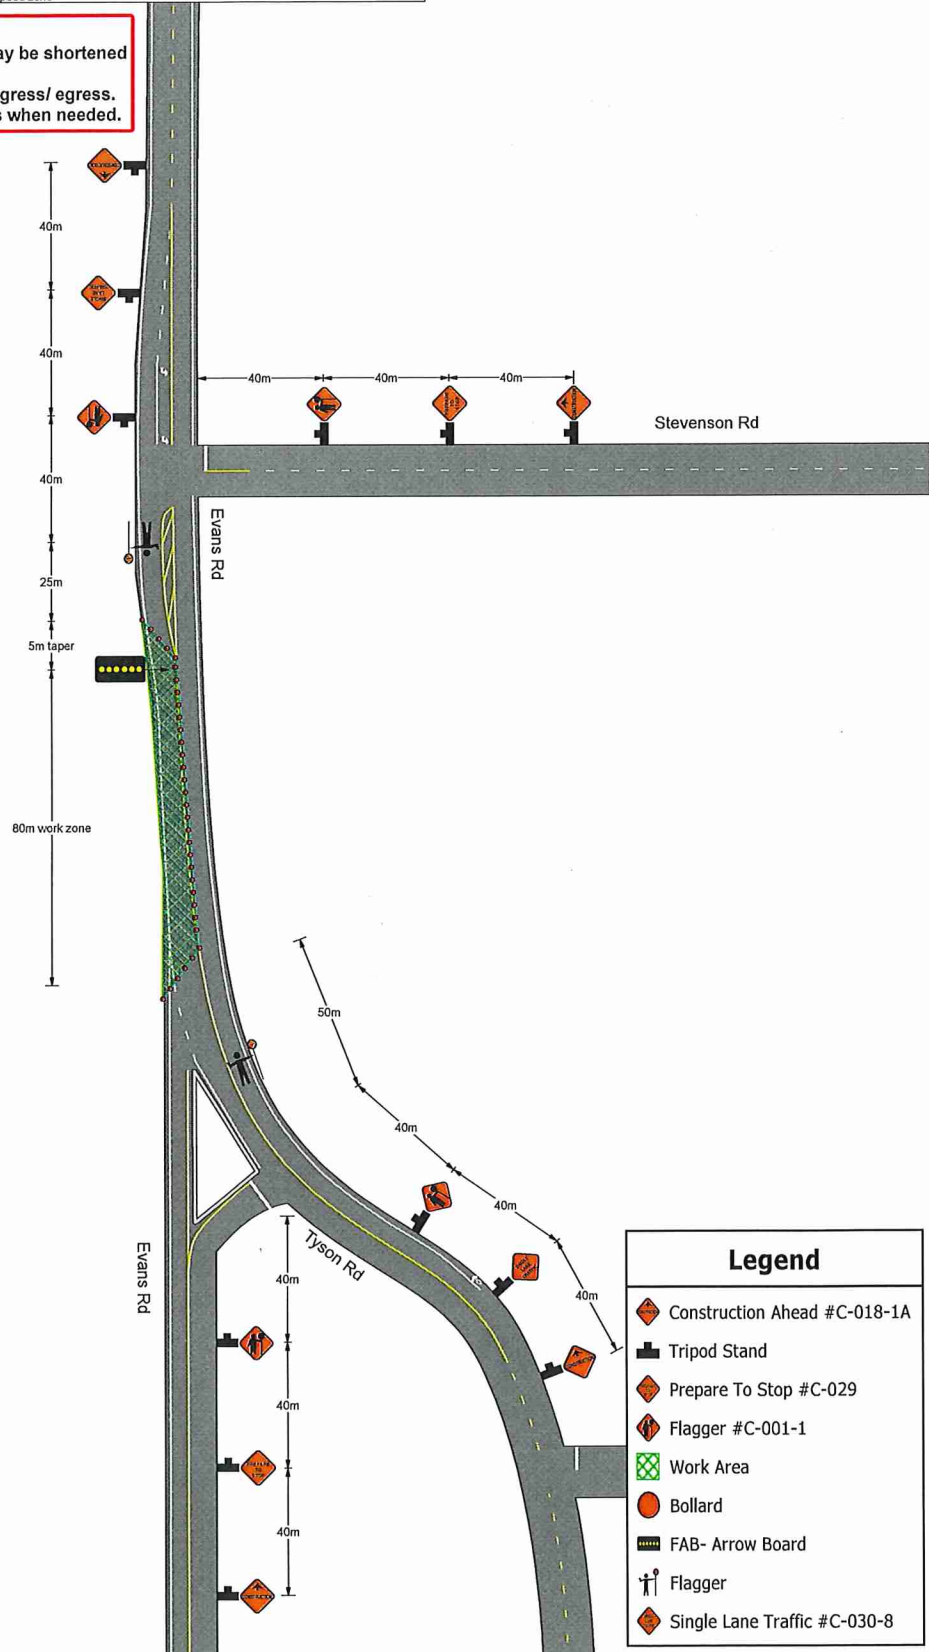 ay be shortened
gress/ egress.
s when needed.
40m
40m
40m
25m
5m taper
80m work zone
40m
40m
40m
Stevenson Rd
Evans Rd
50m
40m
40m
40m
Tyson Rd
Evans Rd
40m
40m
40m
Legend
Construction Ahead #C-018-1A
Tripod Stand
Prepare To Stop #C-029
Flagger #C-001-1
Work Area
Bollard
FAB- Arrow Board
Flagger
Single Lane Traffic #C-030-8